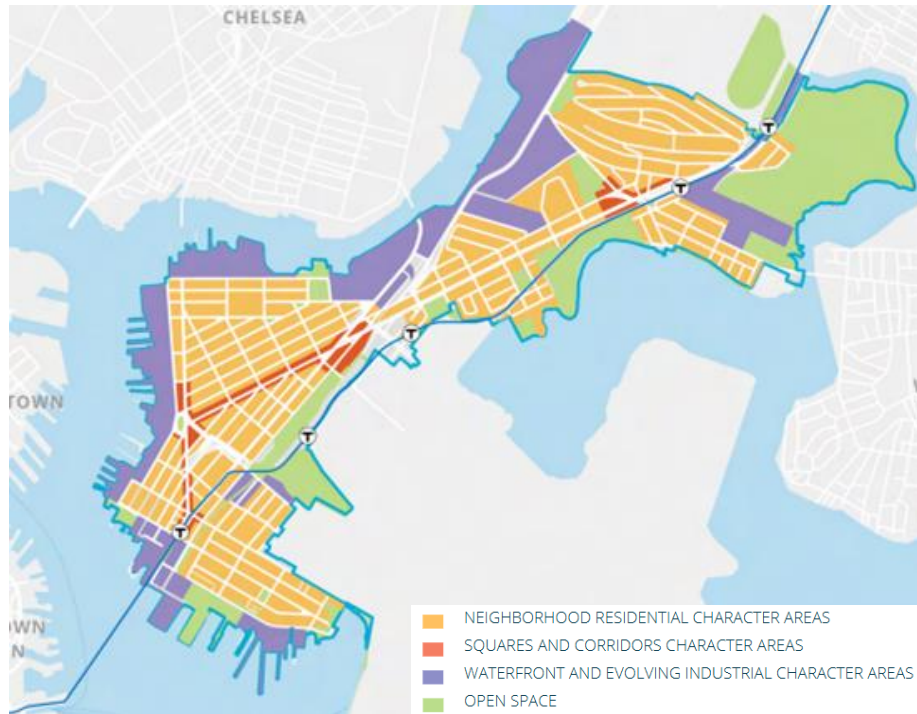 CHELSEA
TOWN
OWN
N
T
T
T
T
T
NEIGHBORHOOD RESIDENTIAL CHARACTER AREAS
SQUARES AND CORRIDORS CHARACTER AREAS
WATERFRONT AND EVOLVING INDUSTRIAL CHARACTER AREAS
OPEN SPACE